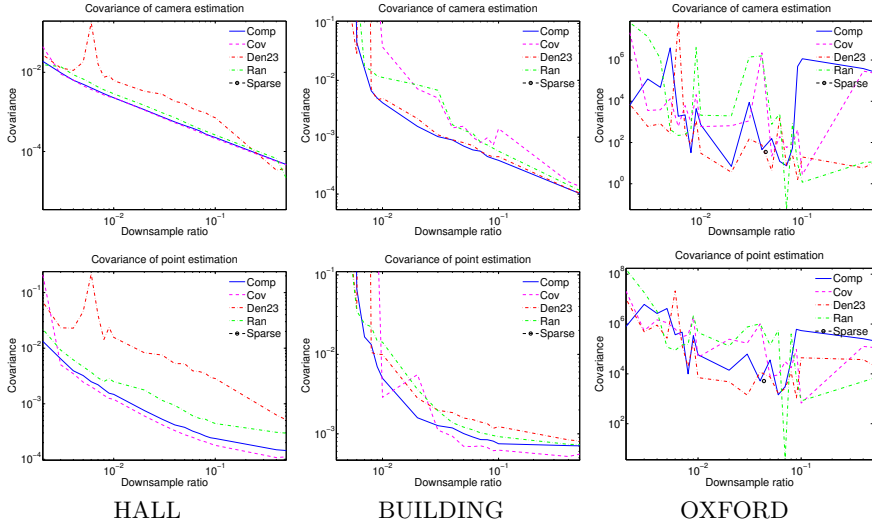 Covariance of camera estimation
Covariance
10^-2
10^-4
10^-2
10^-1
Downsample ratio
Comp
Cov
Den23
Ran
Sparse
Covariance of camera estimation
Covariance
10^-1
10^-2
10^-3
10^-4
10^-2
10^-1
Downsample ratio
Comp
Cov
Den23
Ran
Sparse
Covariance of camera estimation
Covariance
10^6
10^4
10^2
10^0
10^-2
10^-1
Downsample ratio
Comp
Cov
Den23
Ran
Sparse
Covariance of point estimation
Covariance
10^-1
10^-2
10^-3
10^-4
10^-2
10^-1
Downsample ratio
Comp
Cov
Den23
Ran
Sparse
HALL
Covariance of point estimation
Covariance
10^-1
10^-2
10^-3
10^-2
10^-1
Downsample ratio
Comp
Cov
Den23
Ran
Sparse
BUILDING
Covariance of point estimation
Covariance
10^8
10^6
10^4
10^2
10^-2
10^-1
Downsample ratio
Comp
Cov
Den23
Ran
Sparse
OXFORD